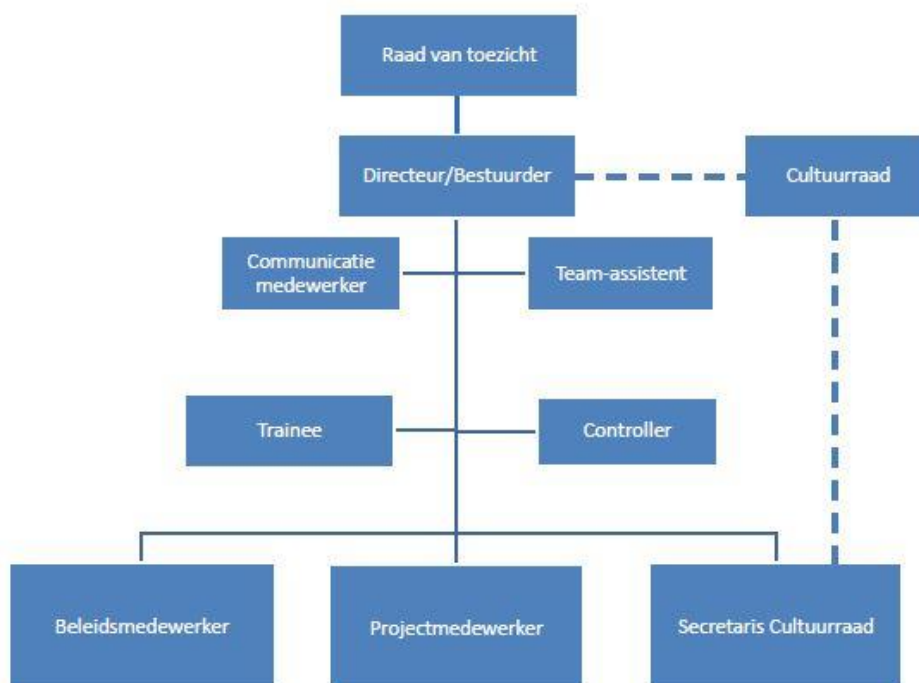 Raad van toezicht
Directeur/Bestuurder
Cultuurraad
Communicatie
medewerker
Team-assistent
Trainee
Controller
Beleidsmedewerker
Projectmedewerker
Secretaris Cultuurraad